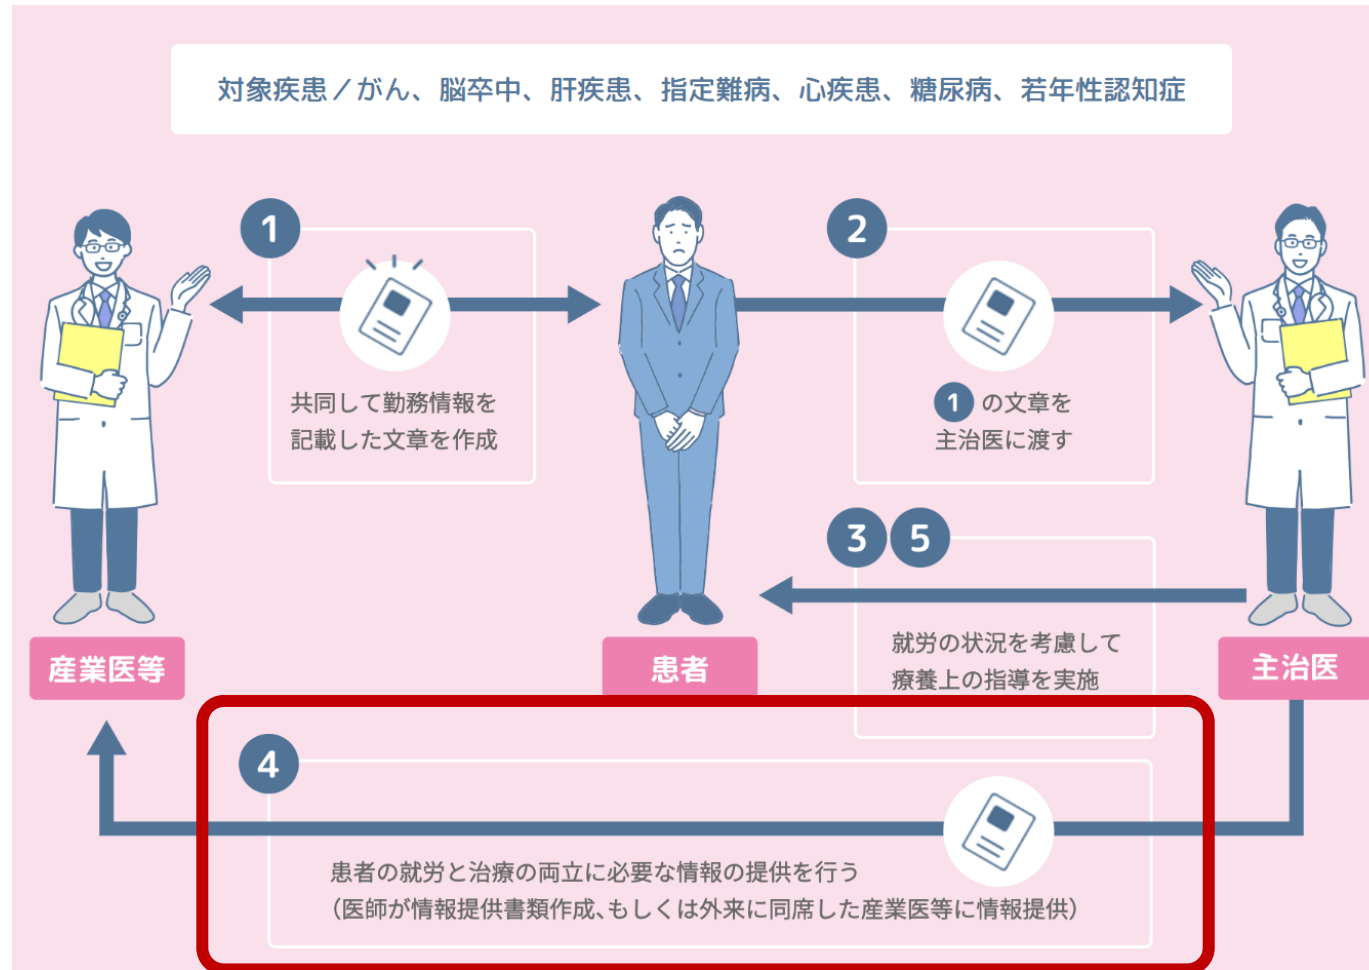 対象疾患／がん、脳卒中、肝疾患、指定難病、心疾患、糖尿病、若年性認知症
1
共同して勤務情報を
記載した文章を作成
2
1 の文章を
主治医に渡す
3 5
就労の状況を考慮して
療養上の指導を実施
産業医等
患者
主治医
4
患者の就労と治療の両立に必要な情報の提供を行う
（医師が情報提供書類作成、もしくは外来に同席した産業医等に情報提供）